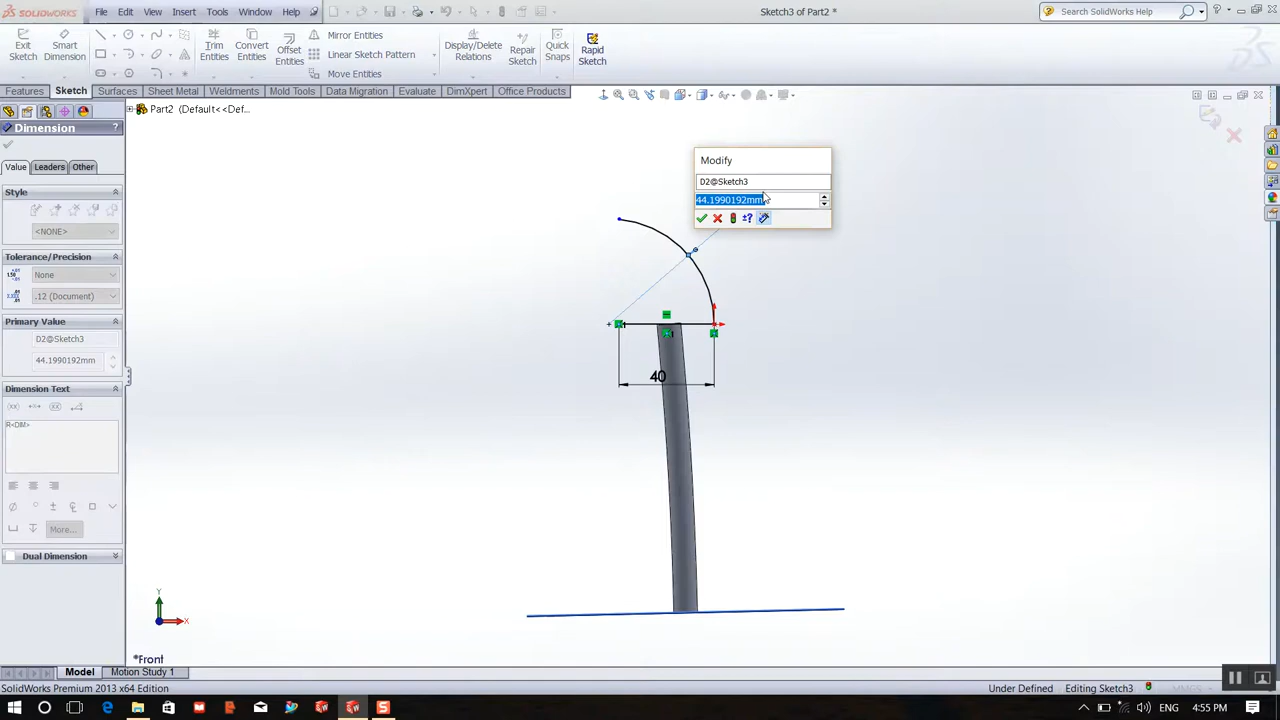 SOLIDWORKS File Edit View Insert Tools Window Help Sketch3 of Part2 * Search SolidWorks Help
Exit Sketch
Smart Dimension
Trim Entities
Convert Entities
Offset Entities
Mirror Entities
Linear Sketch Pattern
Move Entities
Display/Delete Relations
Repair Sketch
Quick Snaps
Rapid Sketch
Features Sketch Surfaces Sheet Metal Weldments Mold Tools Data Migration Evaluate DimXpert Office Products
Part2 (Default<<Def...
Dimension ?
Value Leaders Other
Style
<NONE>
Tolerance/Precision
None
.12 (Document)
Primary Value
D2@Sketch3
44.1990192mm
Dimension Text
R<DIM>
More...
Dual Dimension
Modify
D2@Sketch3
44.1990192mm
40
Y
X
*Front
Model Motion Study 1
SolidWorks Premium 2013 x64 Edition Under Defined Editing Sketch3 MMGS
ENG 4:55 PM